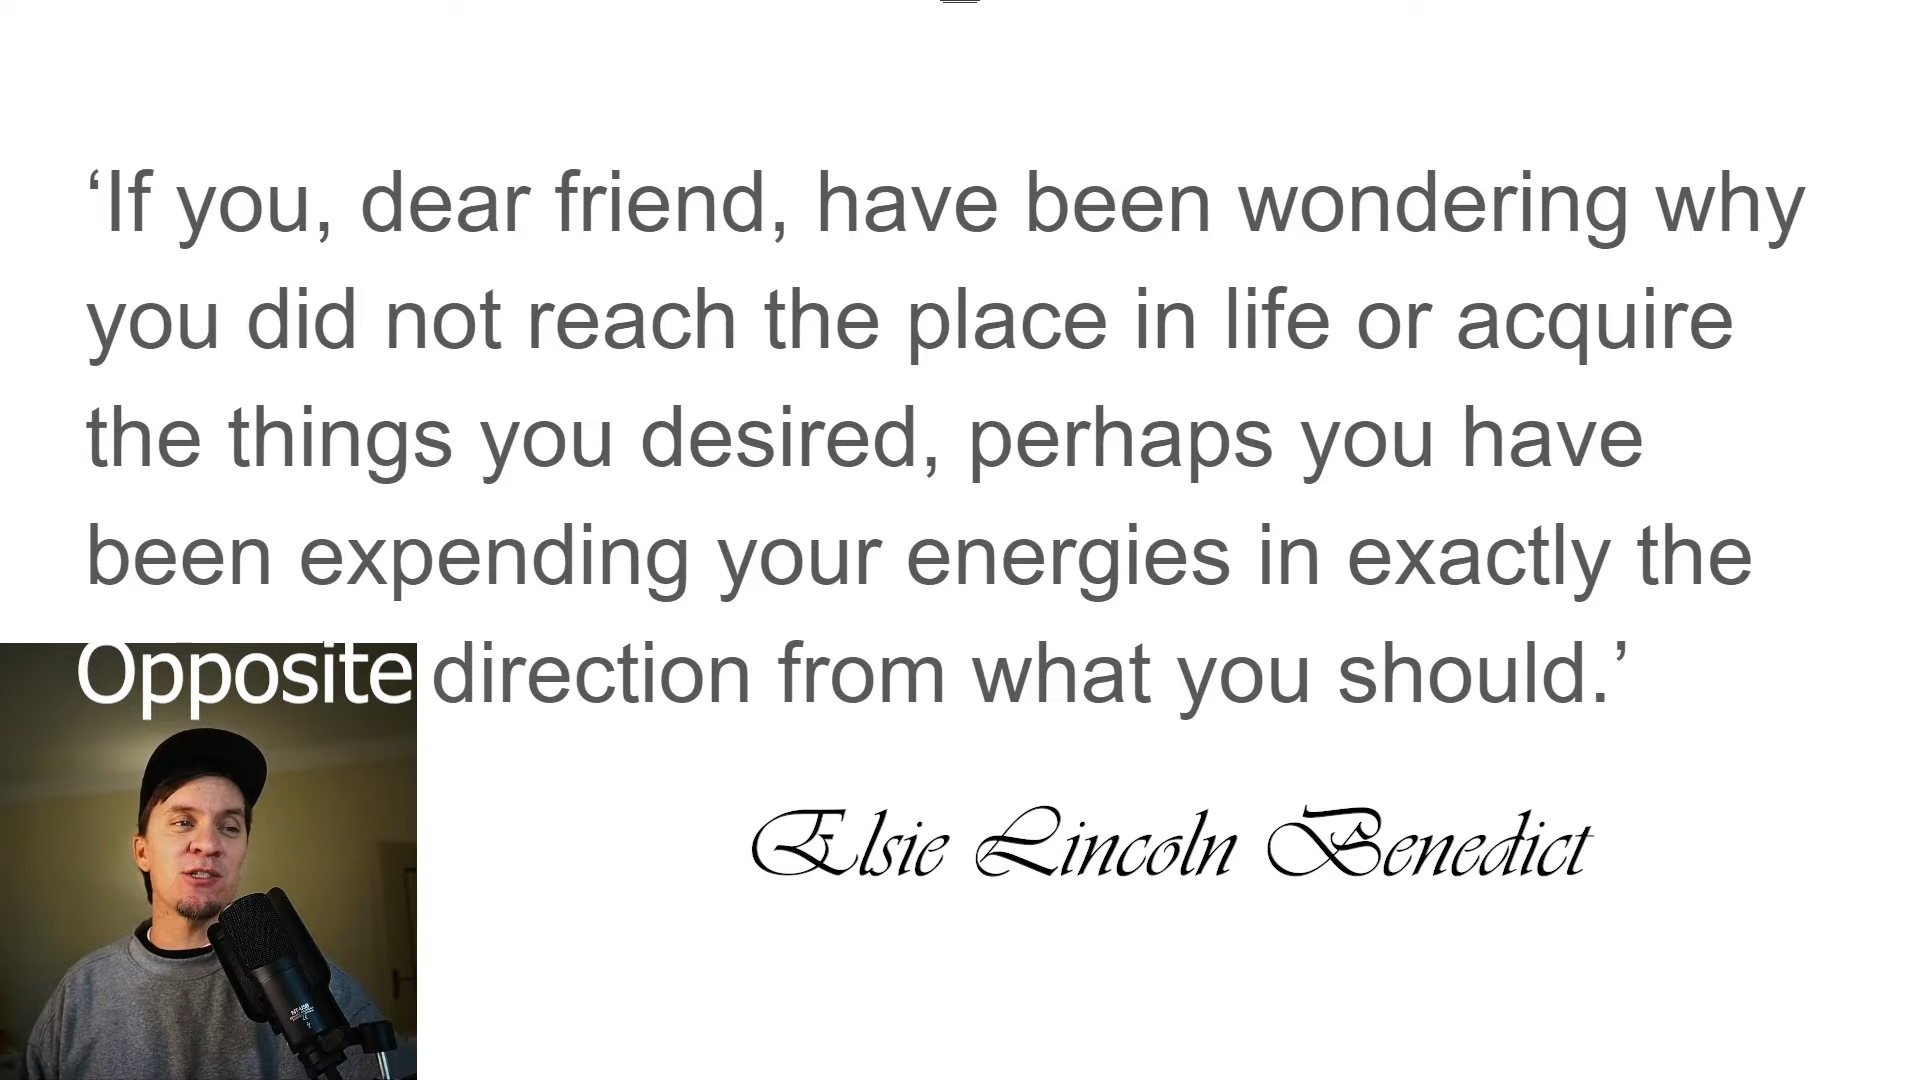 ‘If you, dear friend, have been wondering why
you did not reach the place in life or acquire
the things you desired, perhaps you have
been expending your energies in exactly the
Opposite direction from what you should.’
Elsie Lincoln Benedict
NT-USB